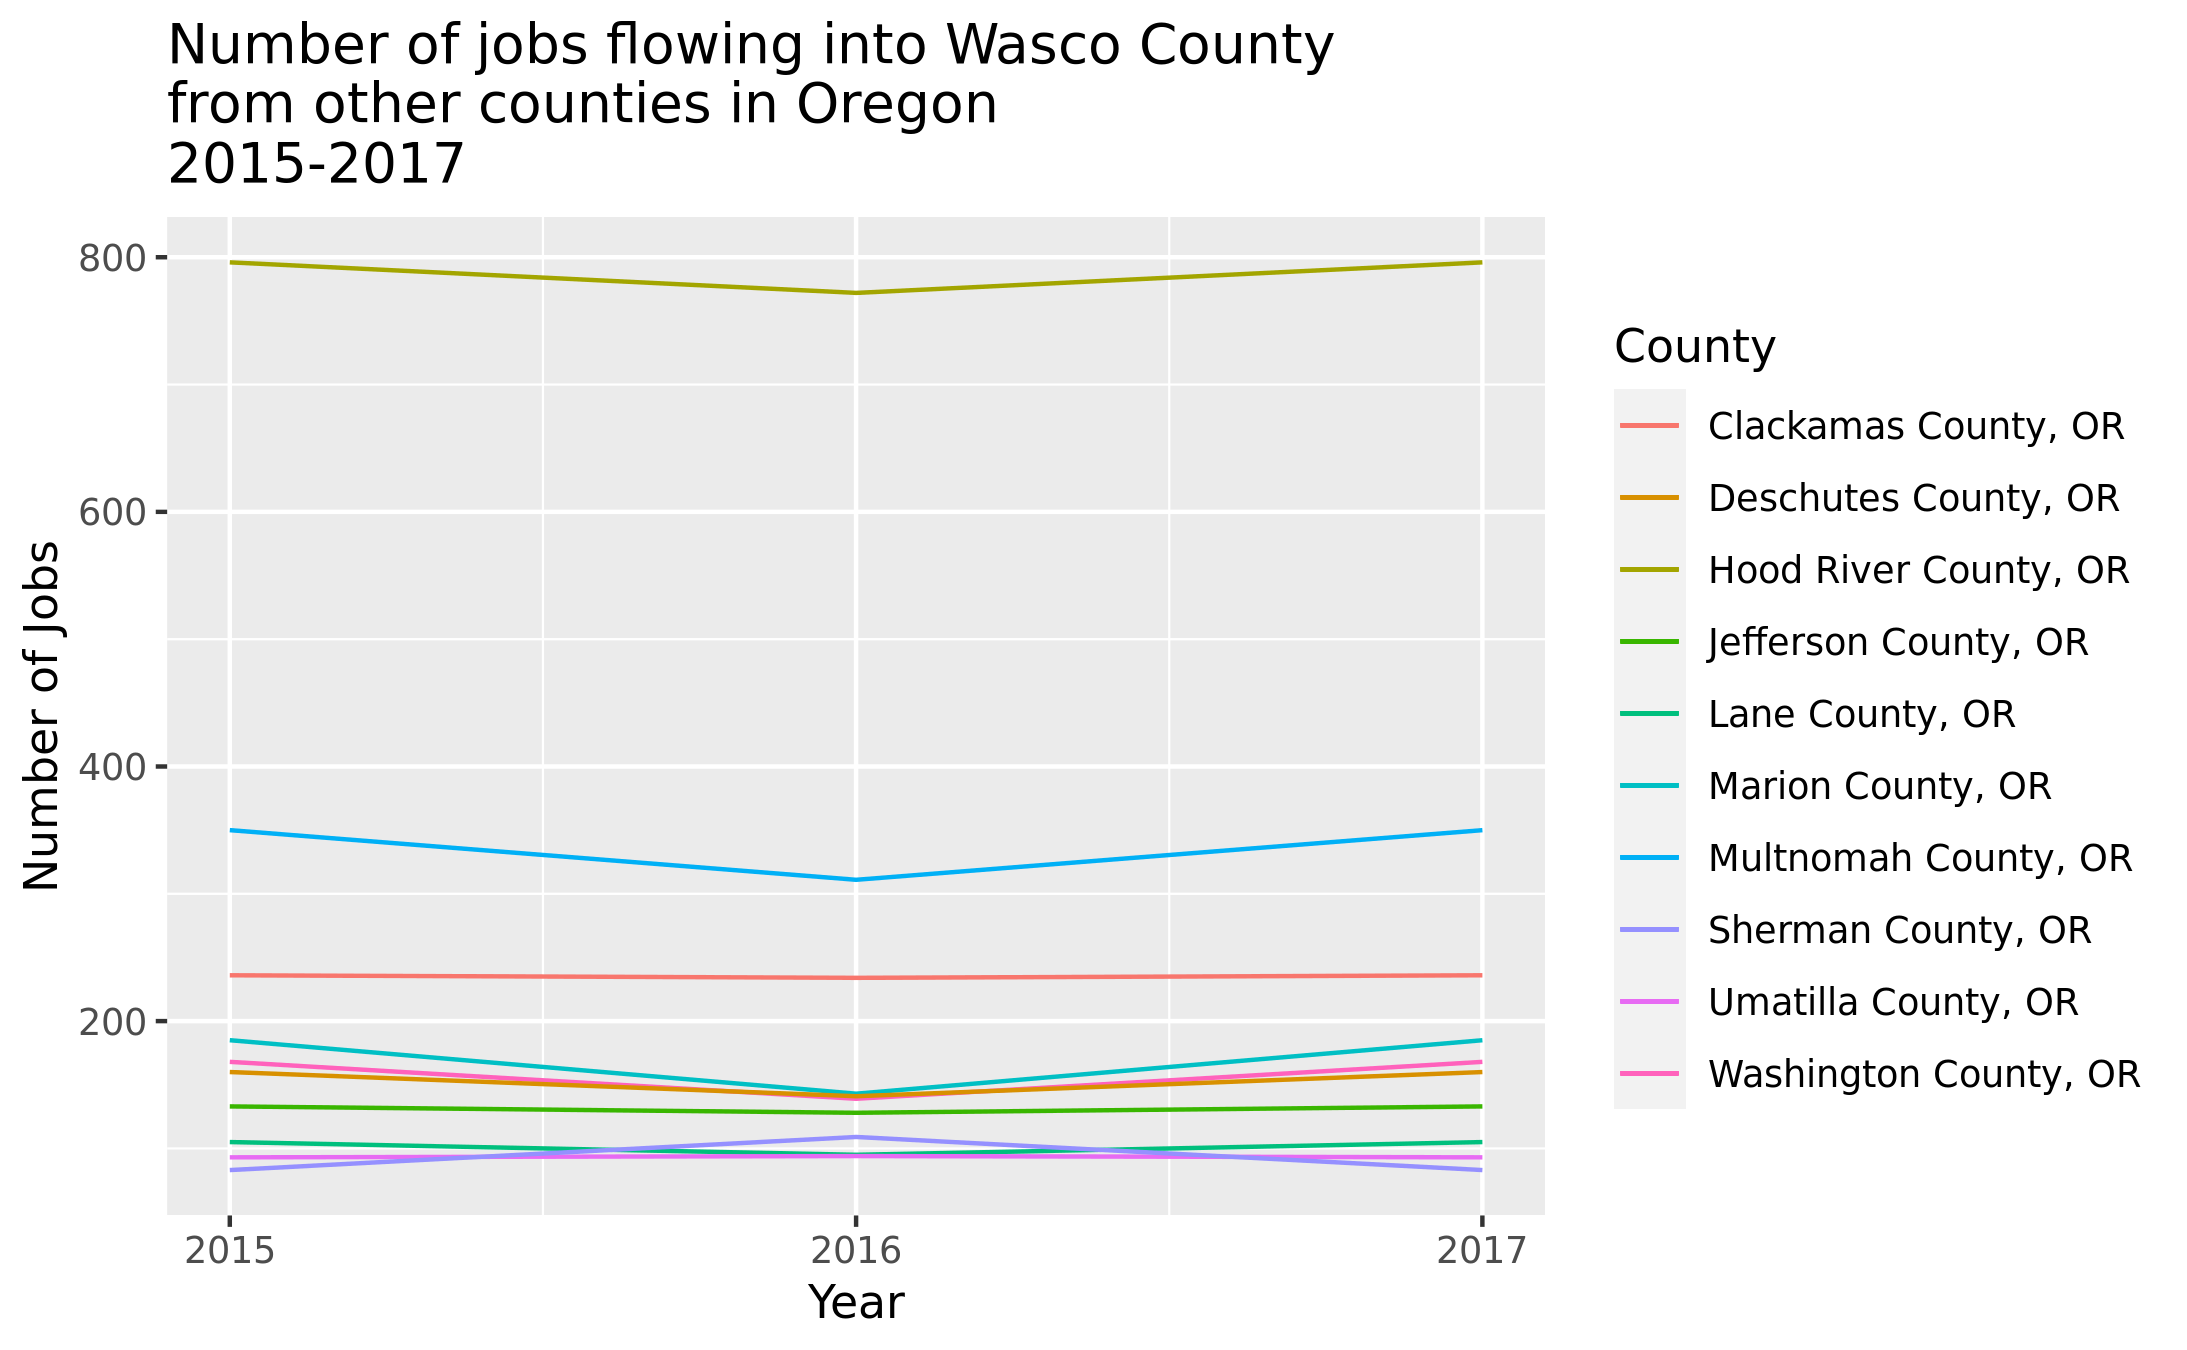 Number of jobs flowing into Wasco County
from other counties in Oregon
2015-2017
800
600
400
200
Number of Jobs
2015
2016
2017
Year
County
Clackamas County, OR
Deschutes County, OR
Hood River County, OR
Jefferson County, OR
Lane County, OR
Marion County, OR
Multnomah County, OR
Sherman County, OR
Umatilla County, OR
Washington County, OR